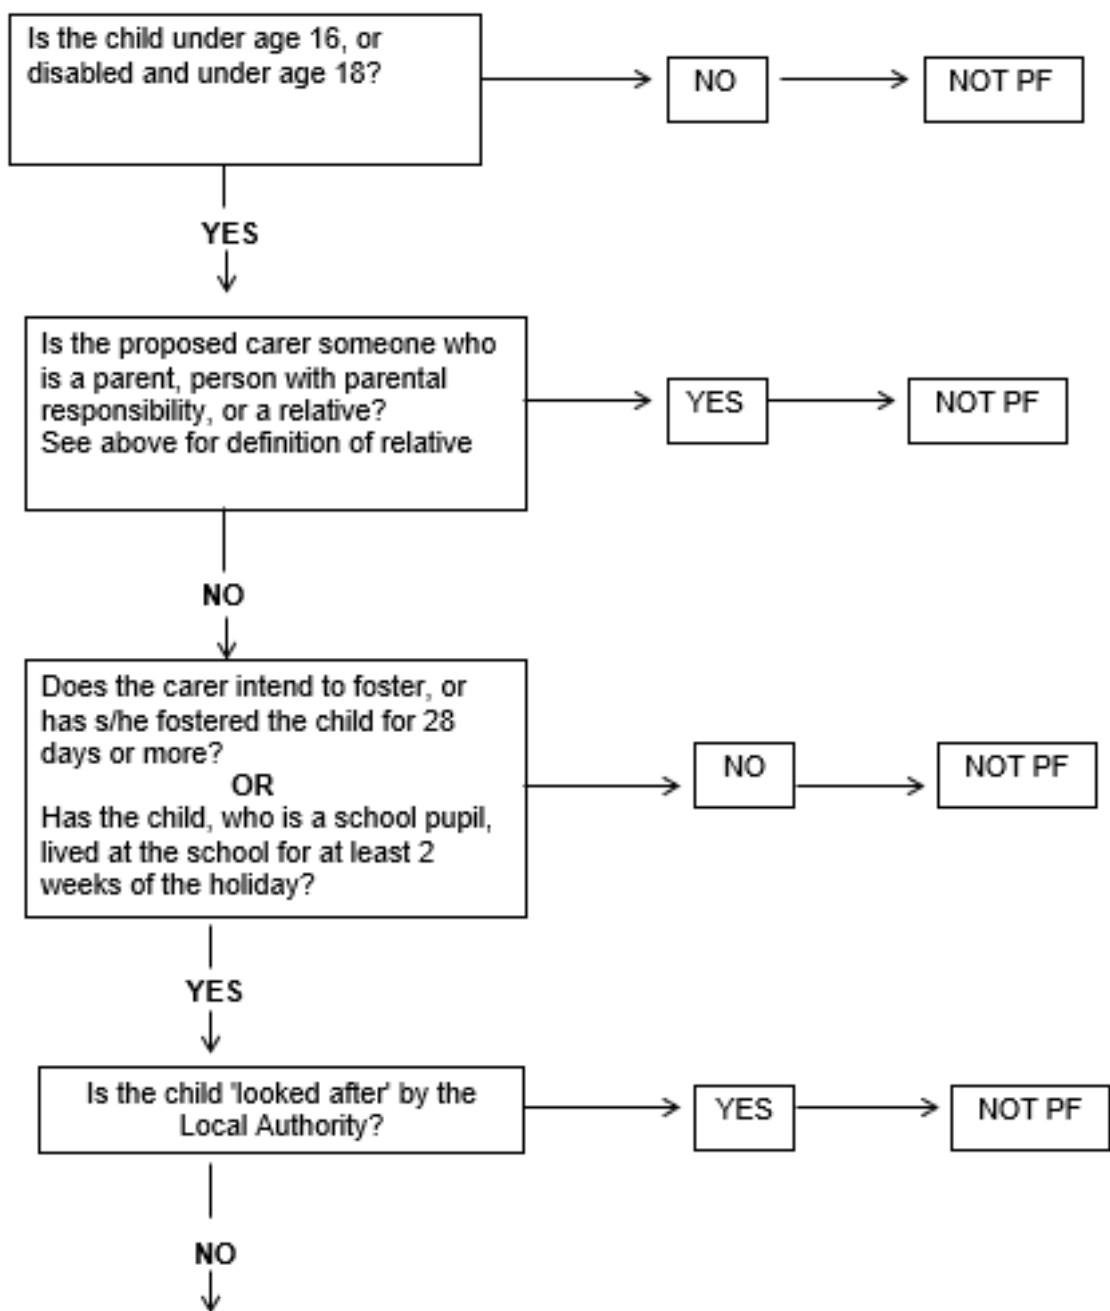 Is the child under age 16, or
disabled and under age 18?
NO
NOT PF
YES
Is the proposed carer someone who
is a parent, person with parental
responsibility, or a relative?
See above for definition of relative
YES
NOT PF
NO
Does the carer intend to foster, or
has s/he fostered the child for 28
days or more?
OR
Has the child, who is a school pupil,
lived at the school for at least 2
weeks of the holiday?
NO
NOT PF
YES
Is the child 'looked after' by the
Local Authority?
YES
NOT PF
NO